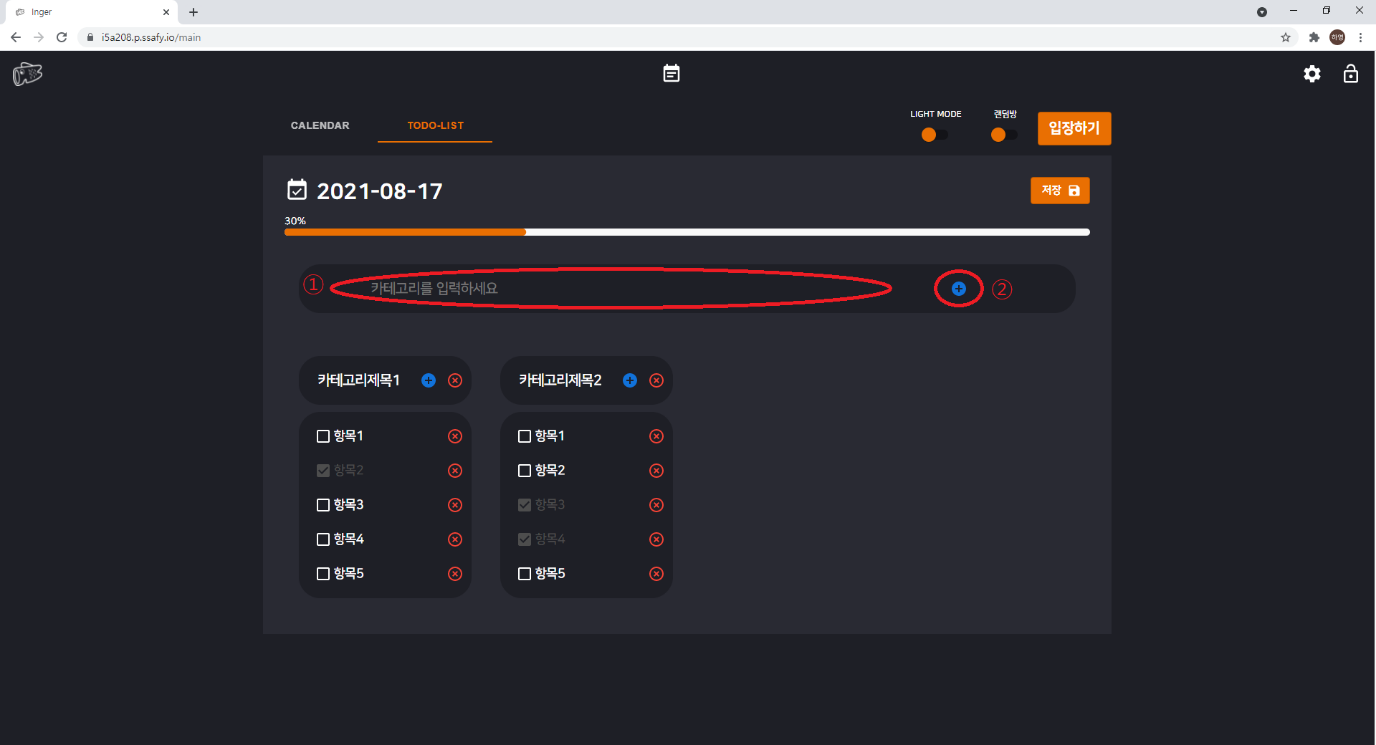 Inger
i5a208.p.ssafy.io/main
하영
CALENDAR
TODO-LIST
LIGHT MODE
랜덤방
입장하기
2021-08-17
저장
30%
① 카테고리를 입력하세요 ②
카테고리제목1
카테고리제목2
항목1
항목2
항목3
항목4
항목5
항목1
항목2
항목3
항목4
항목5